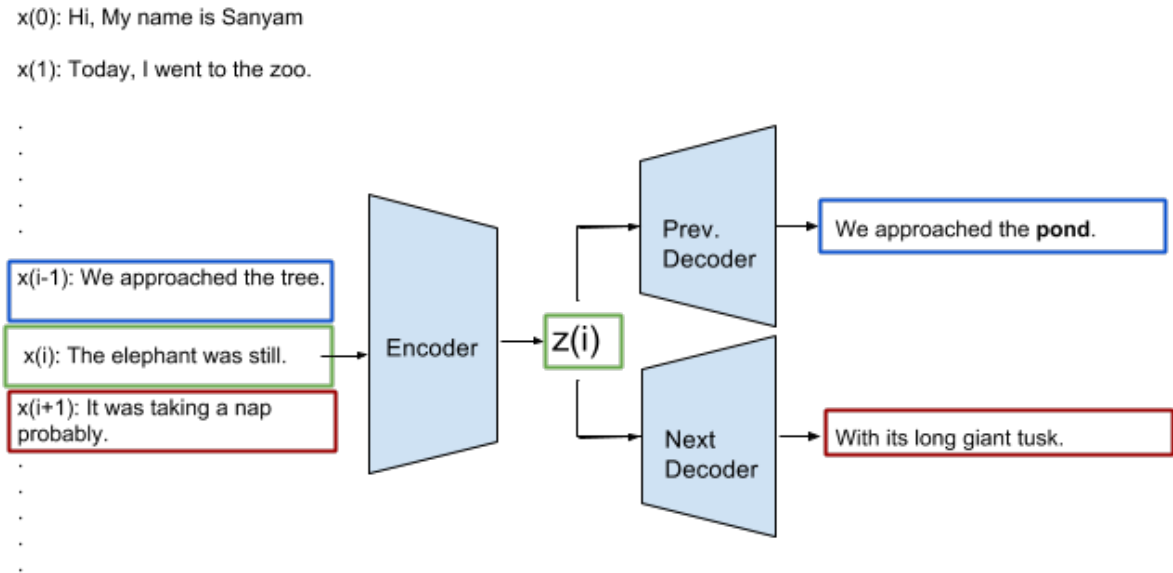 x(0): Hi, My name is Sanyam
x(1): Today, I went to the zoo.
.
.
.
.
.
x(i-1): We approached the tree.
x(i): The elephant was still.
x(i+1): It was taking a nap
probably.
.
.
.
.
.
Encoder
z(i)
Prev.
Decoder
We approached the pond.
Next
Decoder
With its long giant tusk.